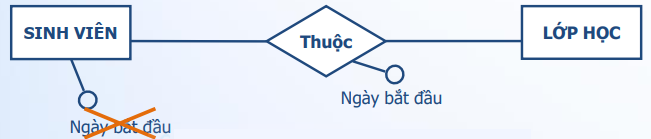 SINH VIÊN
Thuộc
LỚP HỌC
Ngày bắt đầu
Ngày bắt đầu